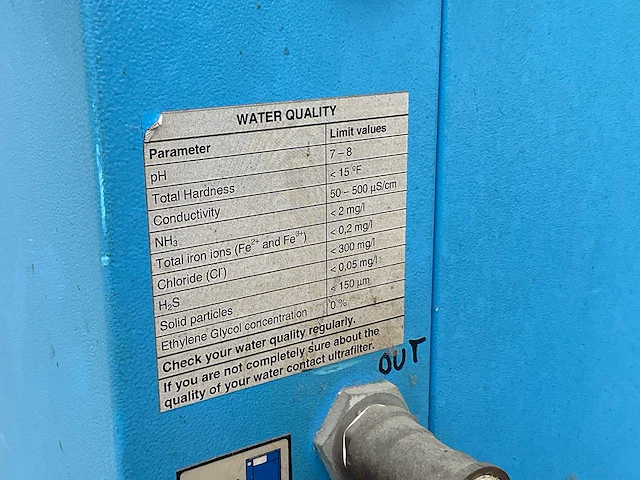 WATER QUALITY
Parameter Limit values
pH 7 – 8
Total Hardness < 15 °F
Conductivity 50 – 500 µS/cm
NH₃ < 2 mg/l
Total iron ions (Fe²⁺ and Fe³⁺) < 0,2 mg/l
Chloride (Cl⁻) < 300 mg/l
H₂S < 0,05 mg/l
Solid particles < 150 µm
Ethylene Glycol concentration 0 %
Check your water quality regularly.
If you are not completely sure about the
quality of your water contact ultrafilter.
OUT